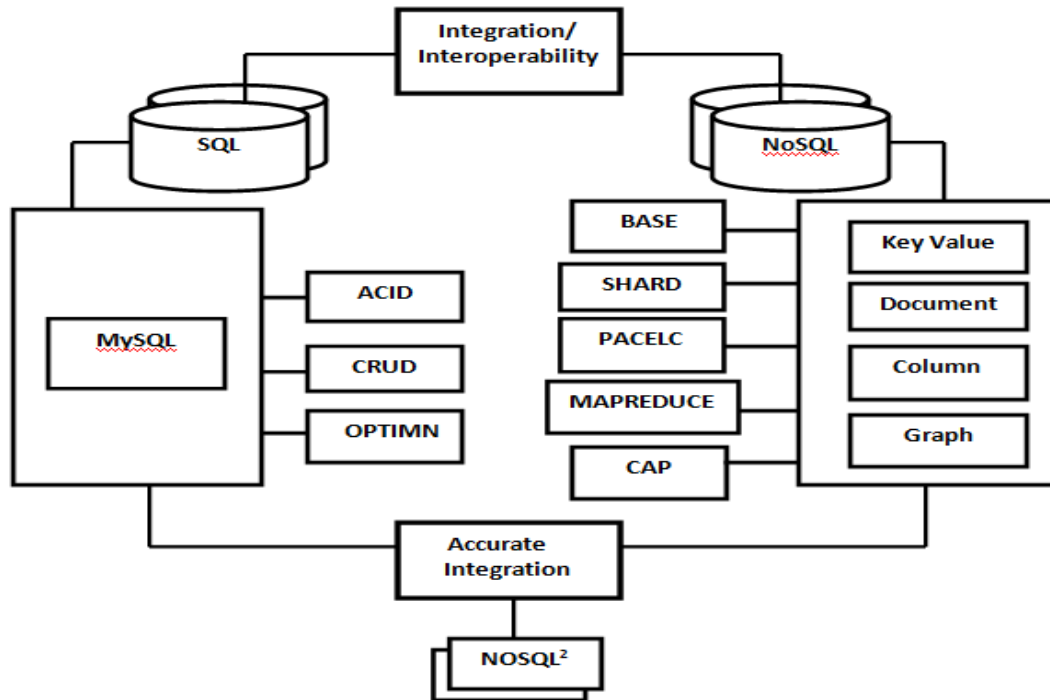 Integration/
Interoperability
SQL
NoSQL
MySQL
ACID
CRUD
OPTIMN
BASE
SHARD
PACELC
MAPREDUCE
CAP
Key Value
Document
Column
Graph
Accurate
Integration
NOSQL²